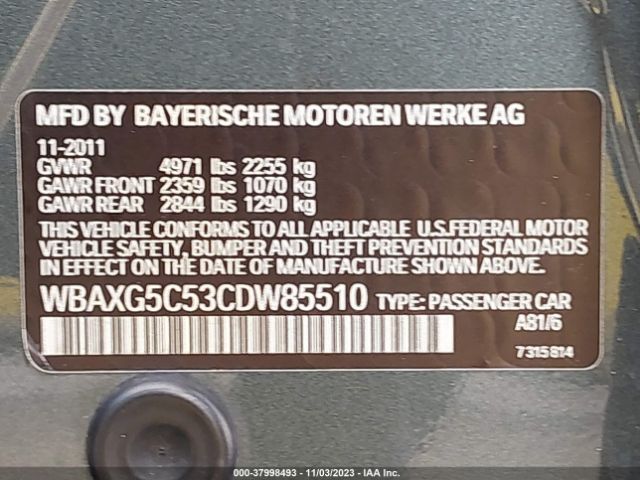 MFD BY BAYERISCHE MOTOREN WERKE AG
11-2011
GVWR 4971 lbs 2255 kg
GAWR FRONT 2359 lbs 1070 kg
GAWR REAR 2844 lbs 1290 kg
THIS VEHICLE CONFORMS TO ALL APPLICABLE U.S.FEDERAL MOTOR
VEHICLE SAFETY, BUMPER AND THEFT PREVENTION STANDARDS
IN EFFECT ON THE DATE OF MANUFACTURE SHOWN ABOVE.
WBAXG5C53CDW85510 TYPE: PASSENGER CAR
A81/6
7315814
000-37998493 - 11/03/2023 - IAA Inc.